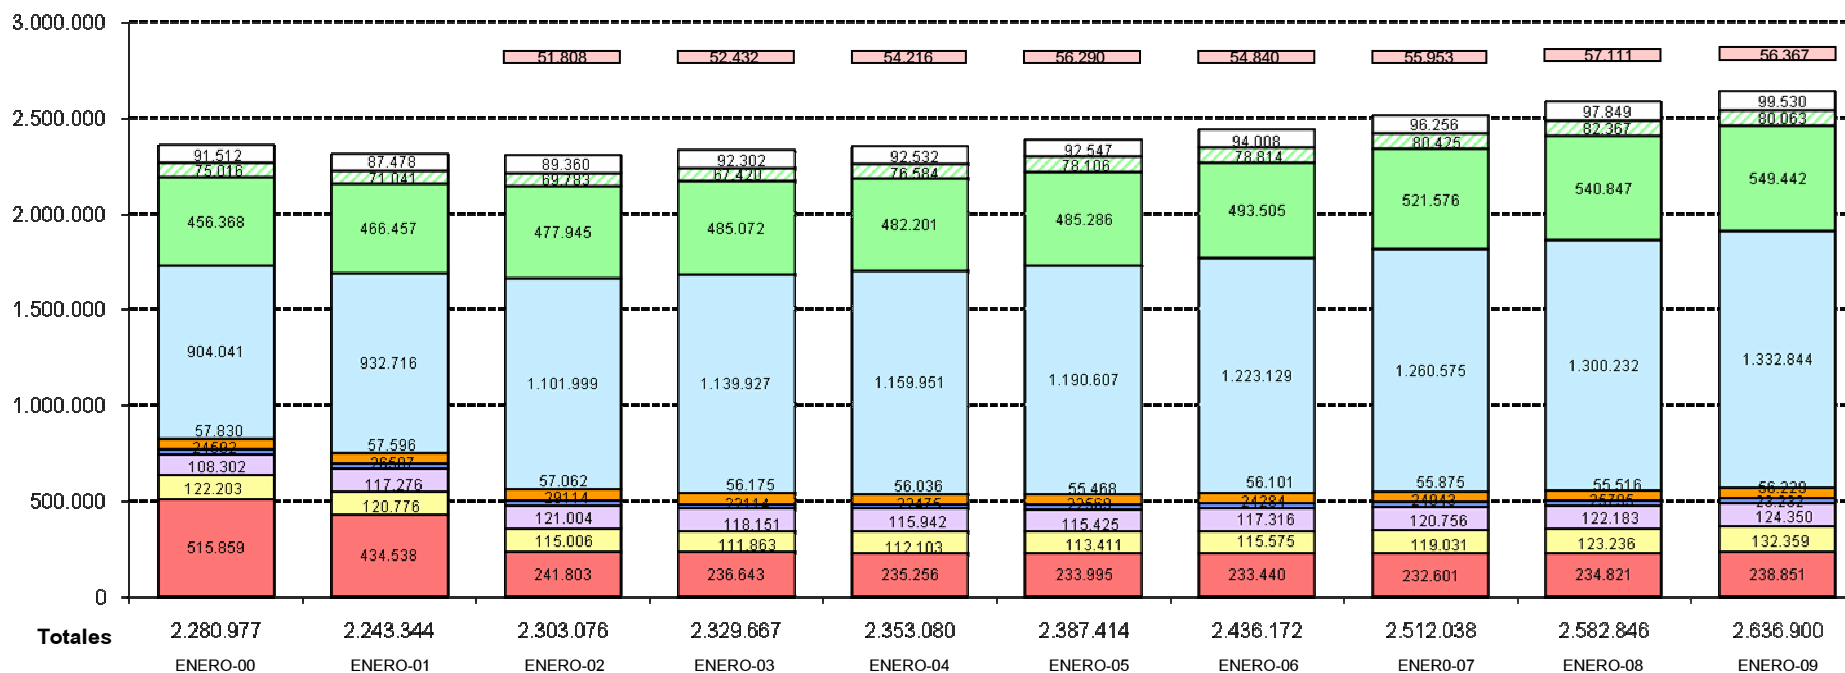 3.000.000
51.808 52.432 54.216 56.290 54.840 55.953 57.111 56.367
2.500.000
91.512 87.478 89.360 92.302 92.532 92.547 94.008 96.256 97.849 99.530
75.016 71.041 69.783 67.420 76.584 78.106 78.814 80.425 82.367 80.063
2.000.000
456.368 466.457 477.945 485.072 482.201 485.286 493.505 521.576 540.847 549.442
1.500.000
904.041 932.716 1.101.999 1.139.927 1.159.951 1.190.607 1.223.129 1.260.575 1.300.232 1.332.844
1.000.000
57.830 57.596 57.062 56.175 56.036 55.468 56.101 55.875 55.516 56.229
108.302 117.276 121.004 118.151 115.942 115.425 117.316 120.756 122.183 124.350
500.000
122.203 120.776 115.006 111.863 112.103 113.411 115.575 119.031 123.236 132.359
515.859 434.538 241.803 236.643 235.256 233.995 233.440 232.601 234.821 238.851
0
Totales 2.280.977 2.243.344 2.303.076 2.329.667 2.353.080 2.387.414 2.436.172 2.512.038 2.582.846 2.636.900
ENERO-00 ENERO-01 ENERO-02 ENERO-03 ENERO-04 ENERO-05 ENERO-06 ENER0-07 ENERO-08 ENERO-09